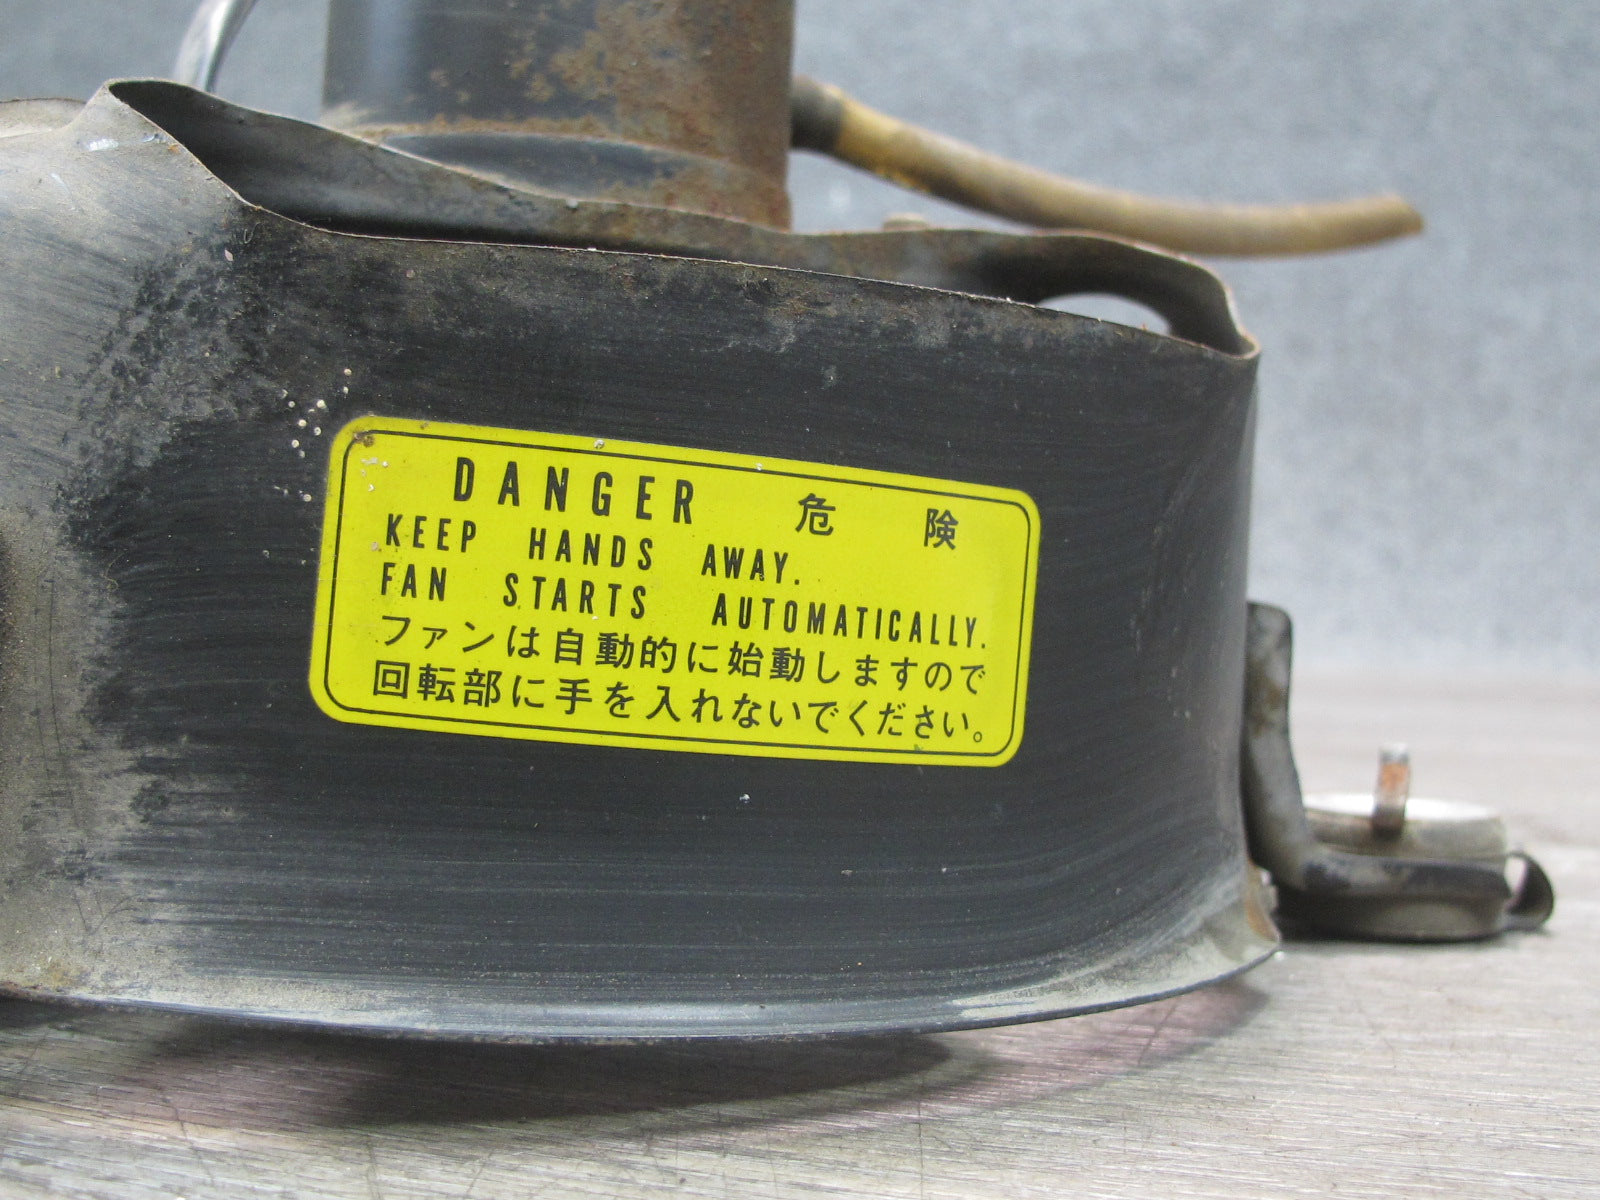 DANGER 危険
KEEP HANDS AWAY.
FAN STARTS AUTOMATICALLY.
ファンは自動的に始動しますので
回転部に手を入れないでください。